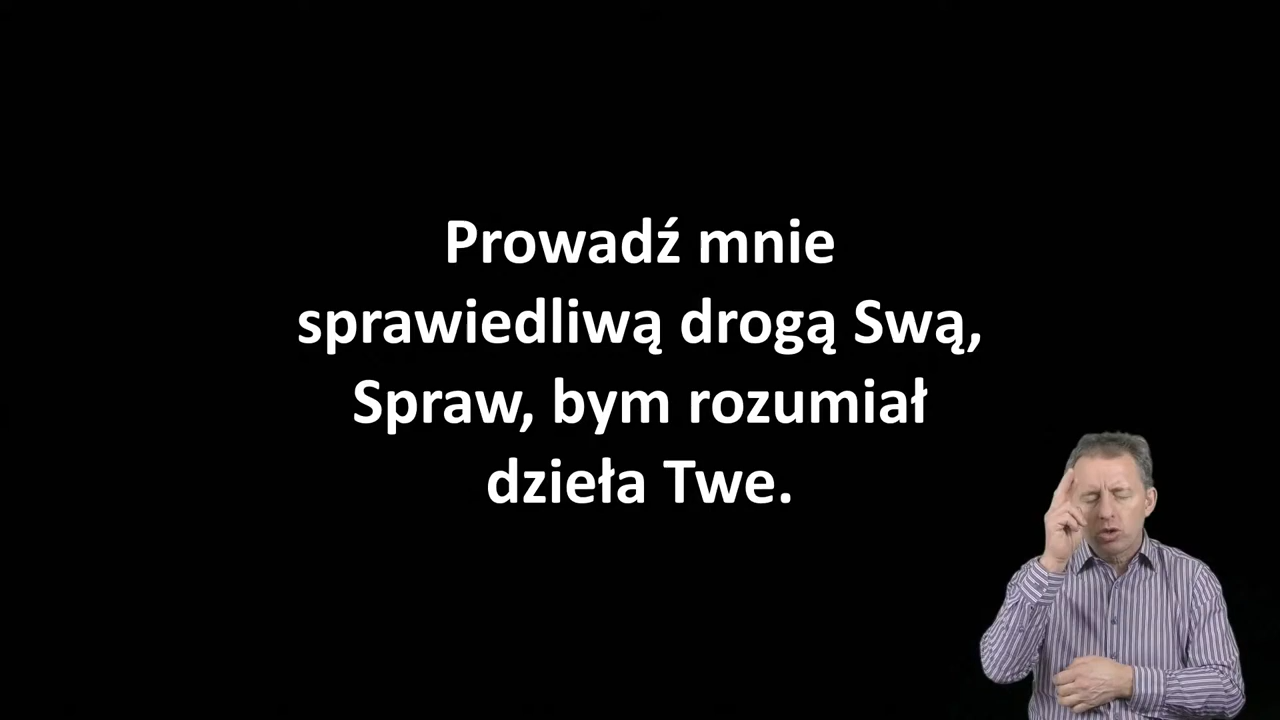 Prowadź mnie
sprawiedliwą drogą Swą,
Spraw, bym rozumiał
dzieła Twe.